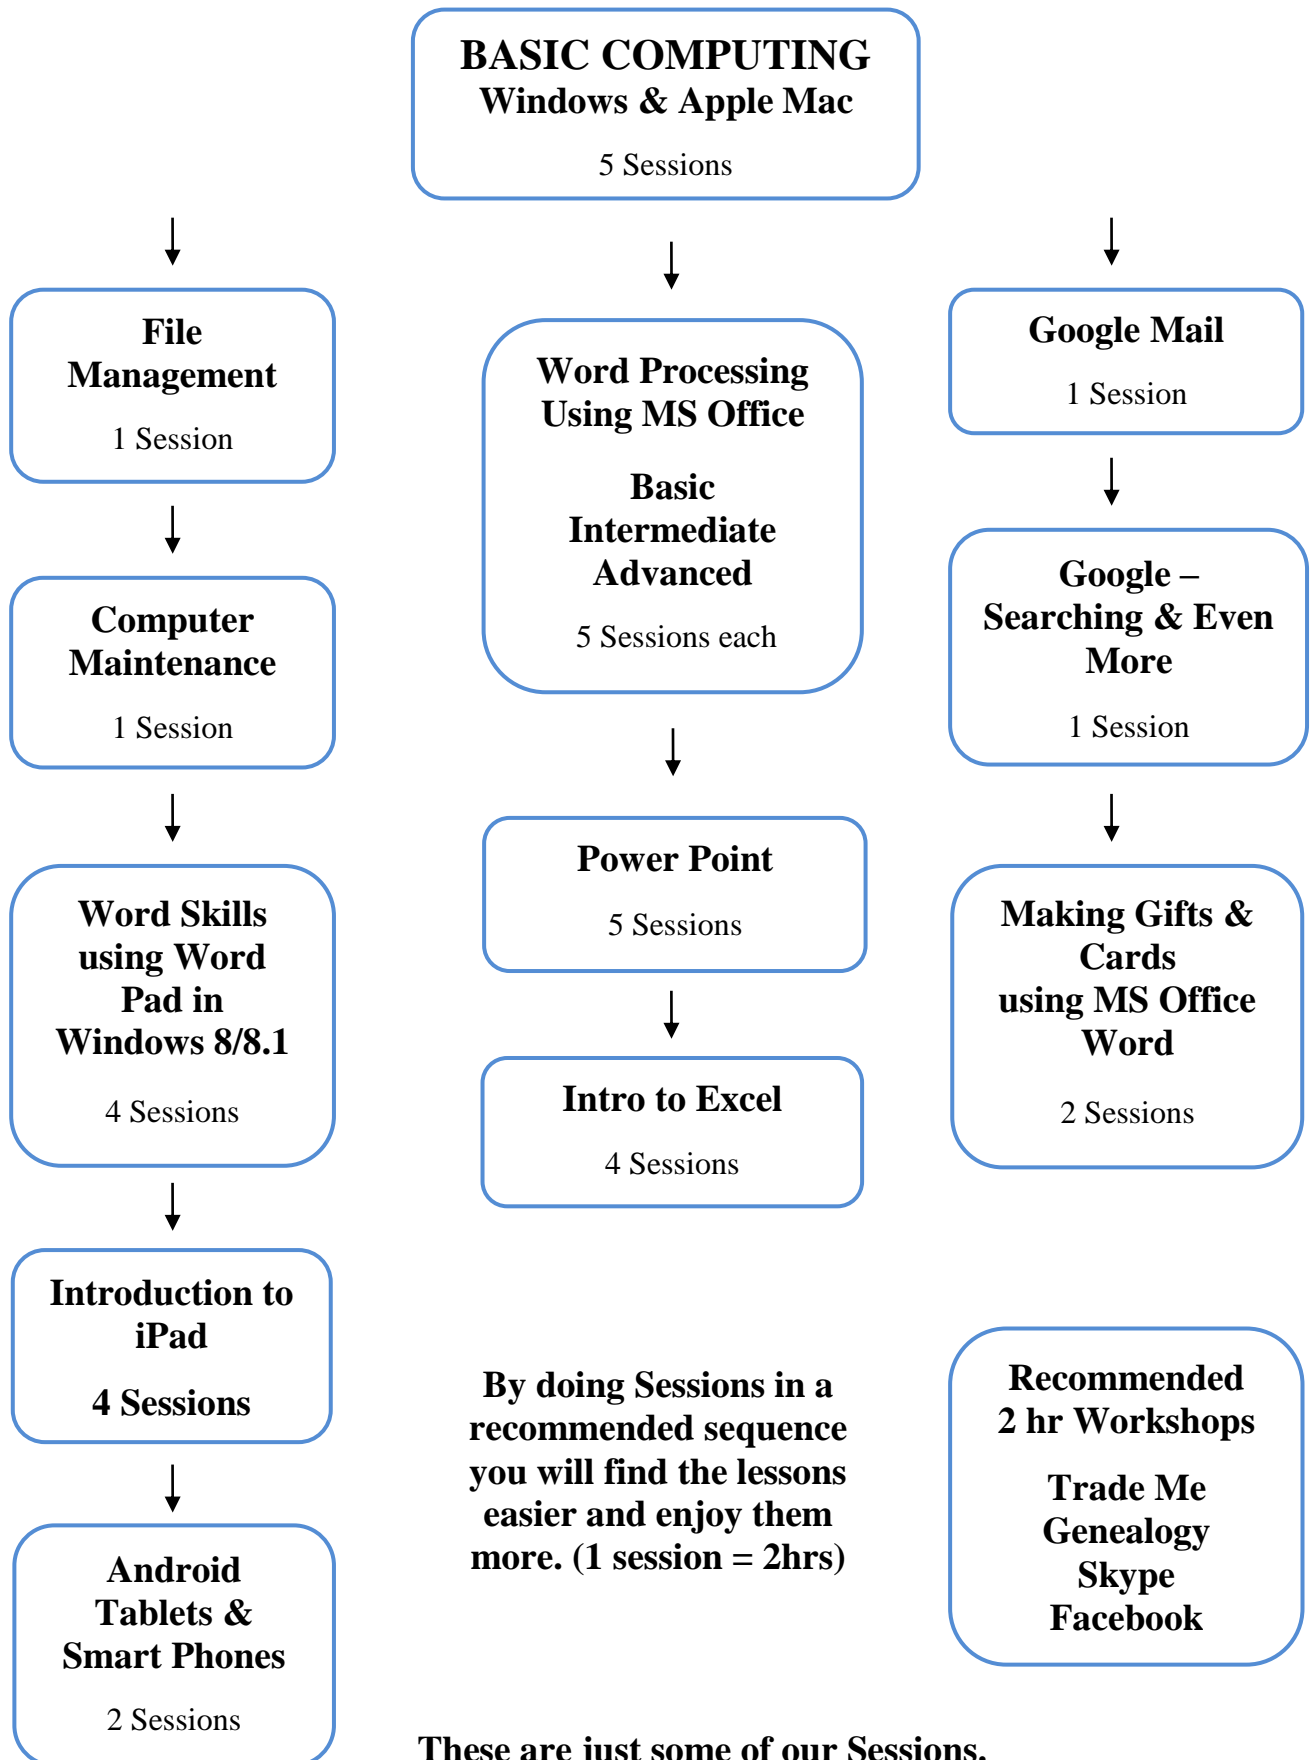 BASIC COMPUTING
Windows & Apple Mac
5 Sessions
File
Management
1 Session
Computer
Maintenance
1 Session
Word Skills
using Word
Pad in
Windows 8/8.1
4 Sessions
Introduction to
iPad
4 Sessions
Android
Tablets &
Smart Phones
2 Sessions
Word Processing
Using MS Office
Basic
Intermediate
Advanced
5 Sessions each
Power Point
5 Sessions
Intro to Excel
4 Sessions
By doing Sessions in a
recommended sequence
you will find the lessons
easier and enjoy them
more. (1 session = 2hrs)
Google Mail
1 Session
Google –
Searching & Even
More
1 Session
Making Gifts &
Cards
using MS Office
Word
2 Sessions
Recommended
2 hr Workshops
Trade Me
Genealogy
Skype
Facebook
These are just some of our Sessions.